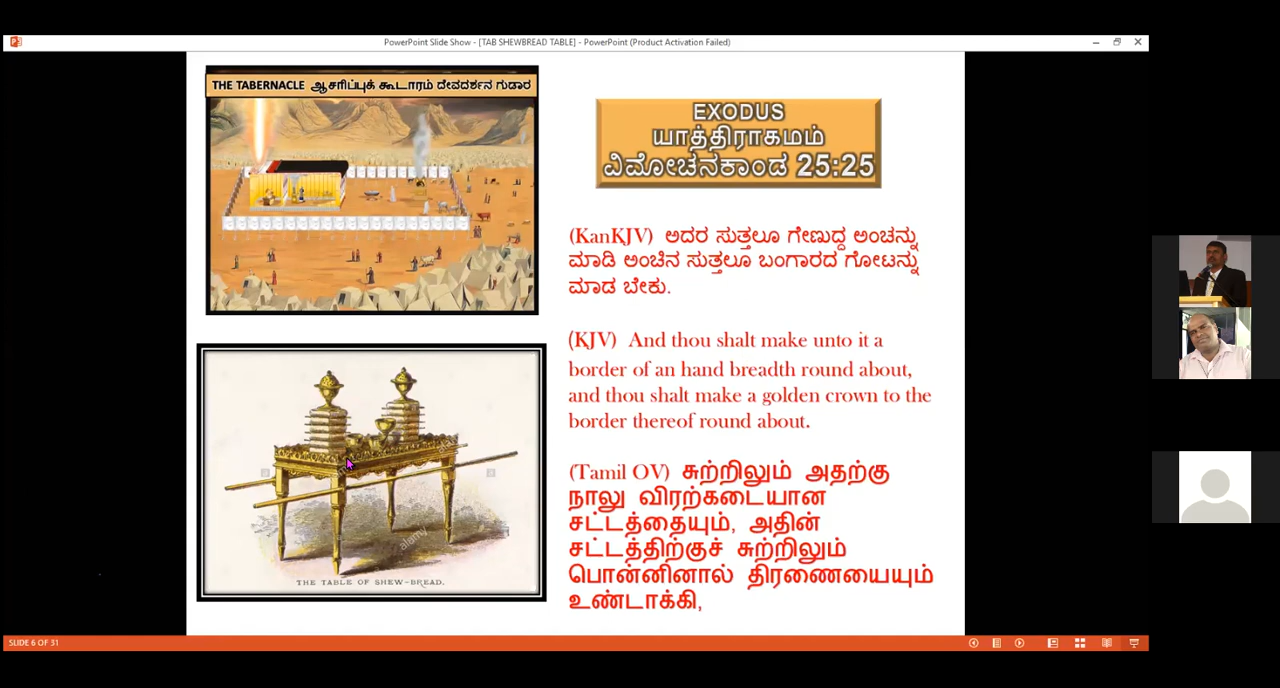 PowerPoint Slide Show - [TAB SHEWBREAD TABLE] - PowerPoint (Product Activation Failed)
THE TABERNACLE ஆசரிப்புக் கூடாரம் ದೇವದರ್ಶನ ಗುಡಾರ
EXODUS
யாத்திராகமம்
ವಿಮೋಚನಕಾಂಡ 25:25
(KanKJV) ಅದರ ಸುತ್ತಲೂ ಗೇಣುದ್ದ ಅಂಚನ್ನು
ಮಾಡಿ ಅಂಚಿನ ಸುತ್ತಲೂ ಬಂಗಾರದ ಗೋಟನ್ನು
ಮಾಡ ಬೇಕು.
(KJV) And thou shalt make unto it a
border of an hand breadth round about,
and thou shalt make a golden crown to the
border thereof round about.
(Tamil OV) சுற்றிலும் அதற்கு
நாலு விரற்கடையான
சட்டத்தையும், அதின்
சட்டத்திற்குச் சுற்றிலும்
பொன்னினால் திரணையையும்
உண்டாக்கி,
a
a
alamy
THE TABLE OF SHEW-BREAD.
SLIDE 6 OF 31